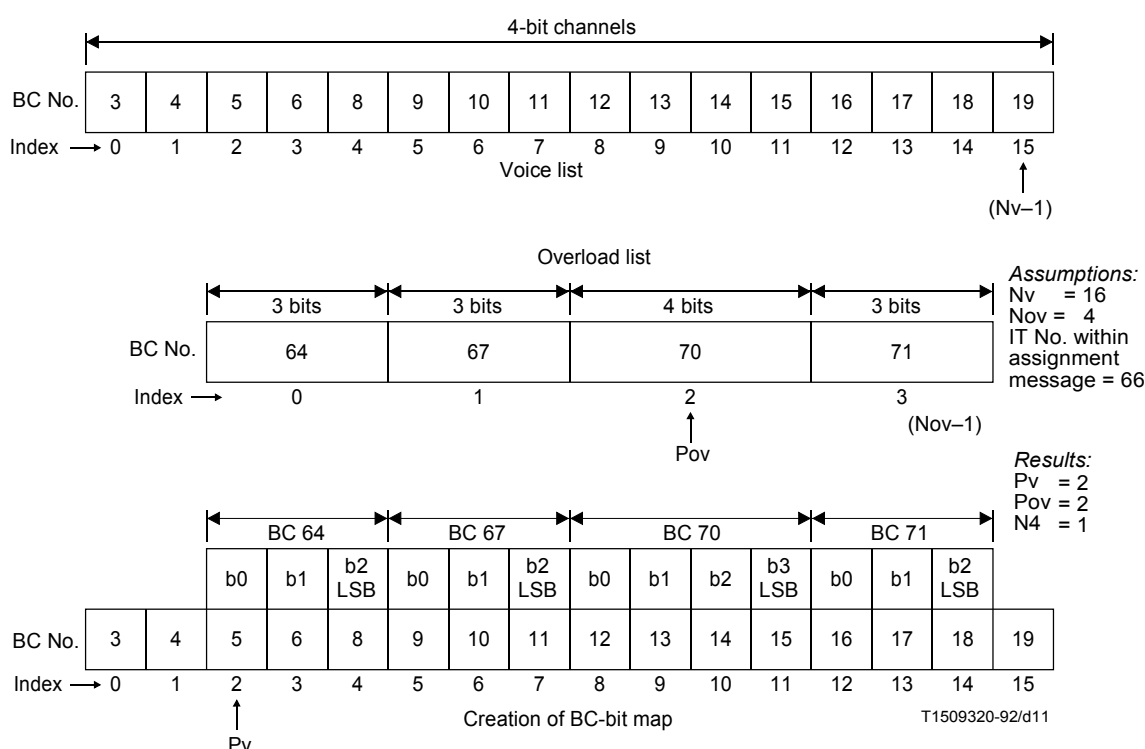 4-bit channels
BC No. 3 4 5 6 8 9 10 11 12 13 14 15 16 17 18 19
Index → 0 1 2 3 4 5 6 7 8 9 10 11 12 13 14 15
Voice list
(Nv–1)
Overload list
3 bits 3 bits 4 bits 3 bits
BC No. 64 67 70 71
Index → 0 1 2 3
(Nov–1)
Pov
Assumptions:
Nv = 16
Nov = 4
IT No. within
assignment
message = 66
Results:
Pv = 2
Pov = 2
N4 = 1
BC 64 BC 67 BC 70 BC 71
b0 b1 b2 LSB b0 b1 b2 LSB b0 b1 b2 b3 LSB b0 b1 b2 LSB
BC No. 3 4 5 6 8 9 10 11 12 13 14 15 16 17 18 19
Index → 0 1 2 3 4 5 6 7 8 9 10 11 12 13 14 15
Creation of BC-bit map
T1509320-92/d11
Pv